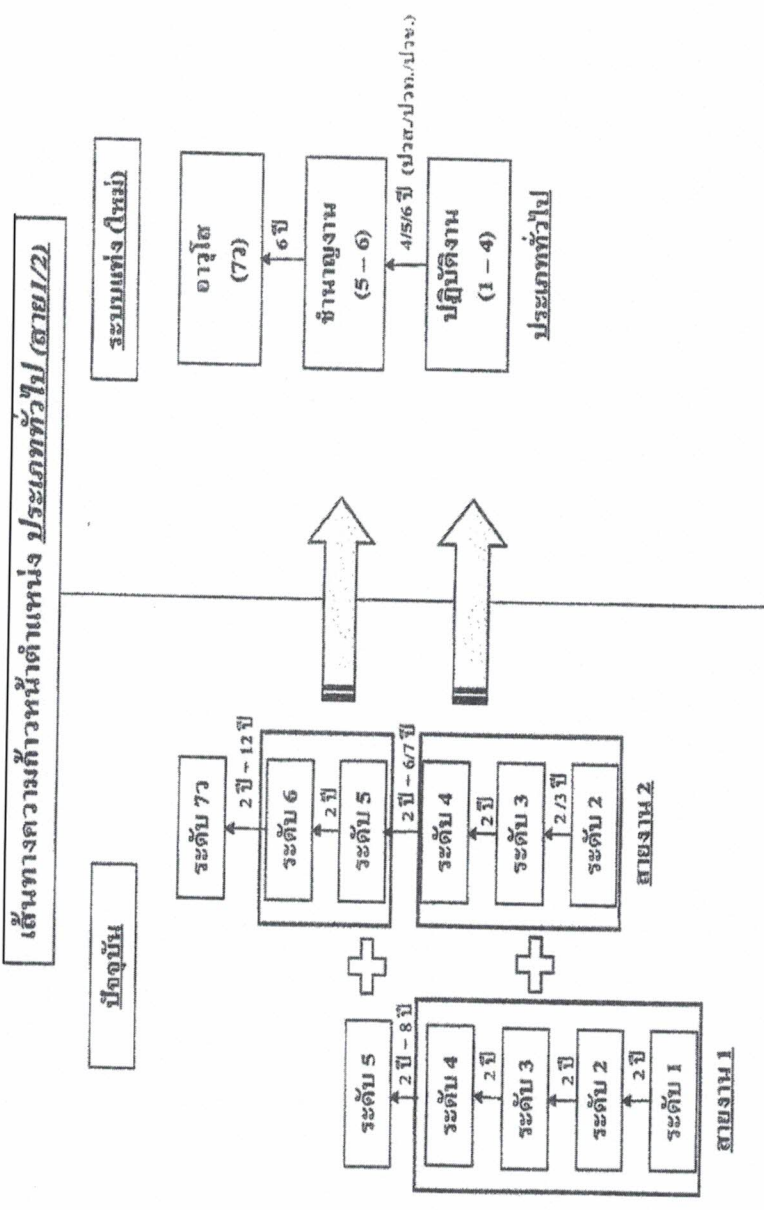 เส้นทางความก้าวหน้าตำแหน่ง ประเภททั่วไป (สาย1/2)
ปัจจุบัน
ระดับ 5
2 ปี - 8 ปี
ระดับ 4
2 ปี
ระดับ 3
2 ปี
ระดับ 2
2 ปี
ระดับ 1
สายงาน 1
ระดับ 7ว
2 ปี - 12 ปี
ระดับ 6
2 ปี
ระดับ 5
2 ปี - 6/7 ปี
ระดับ 4
2 ปี
ระดับ 3
2/3 ปี
ระดับ 2
สายงาน 2
ระบบแท่ง (ใหม่)
อาวุโส
(7ว)
6 ปี
ชำนาญงาน
(5 – 6)
4/5/6 ปี (ปวส./ปวท./ปวช.)
ปฏิบัติงาน
(1 – 4)
ประเภททั่วไป